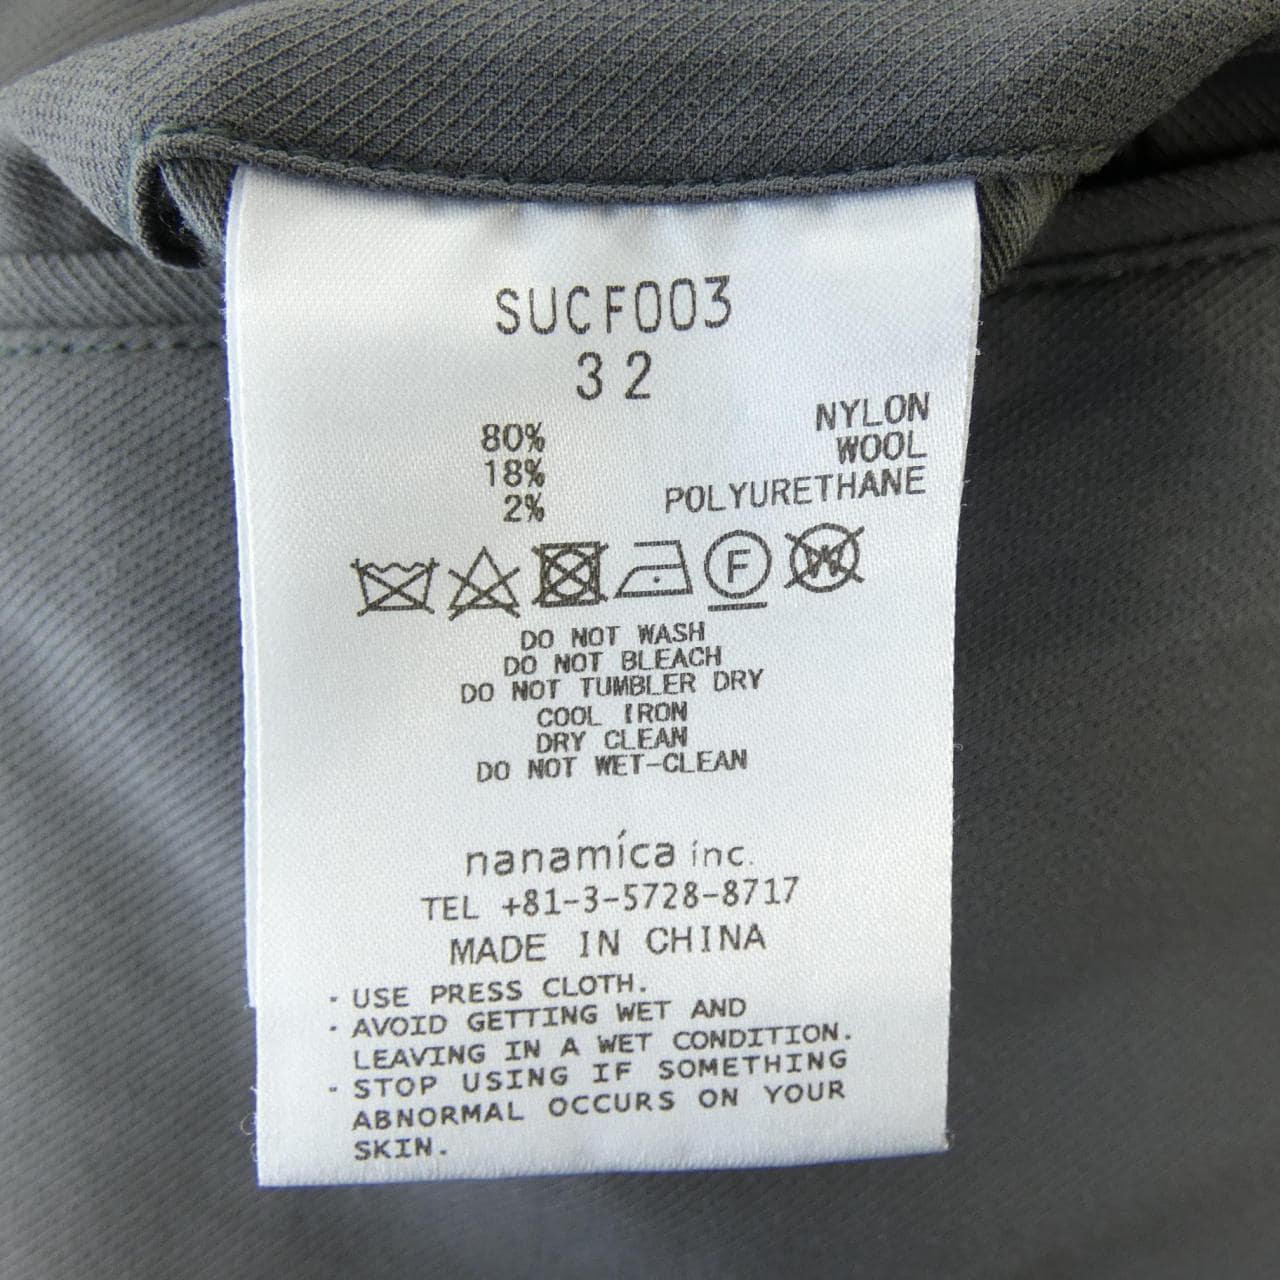 SUCF003
32
80% NYLON
18% WOOL
2% POLYURETHANE
F W
DO NOT WASH
DO NOT BLEACH
DO NOT TUMBLER DRY
COOL IRON
DRY CLEAN
DO NOT WET-CLEAN
nanamíca inc.
TEL +81-3-5728-8717
MADE IN CHINA
· USE PRESS CLOTH.
· AVOID GETTING WET AND
LEAVING IN A WET CONDITION.
· STOP USING IF SOMETHING
ABNORMAL OCCURS ON YOUR
SKIN.